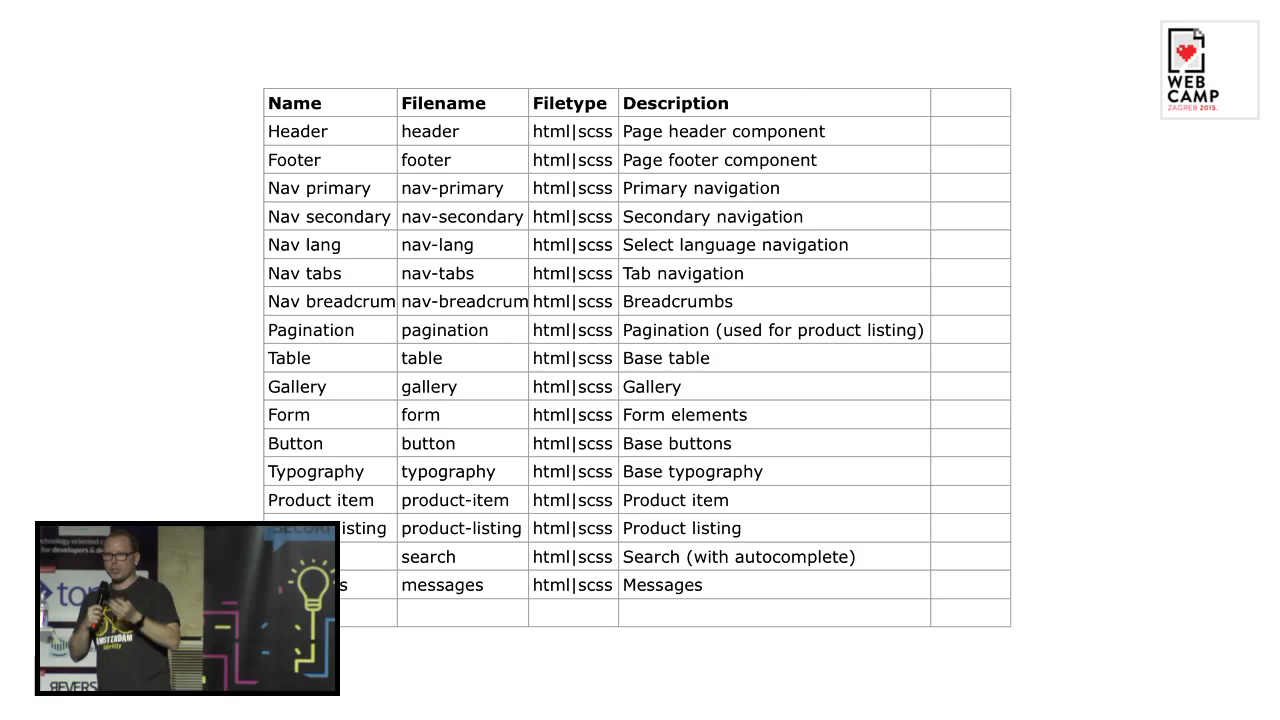 WEB
CAMP
ZAGREB 2015.
Name Filename Filetype Description
Header header html|scss Page header component
Footer footer html|scss Page footer component
Nav primary nav-primary html|scss Primary navigation
Nav secondary nav-secondary html|scss Secondary navigation
Nav lang nav-lang html|scss Select language navigation
Nav tabs nav-tabs html|scss Tab navigation
Nav breadcrum nav-breadcrum html|scss Breadcrumbs
Pagination pagination html|scss Pagination (used for product listing)
Table table html|scss Base table
Gallery gallery html|scss Gallery
Form form html|scss Form elements
Button button html|scss Base buttons
Typography typography html|scss Base typography
Product item product-item html|scss Product item
isting product-listing html|scss Product listing
search html|scss Search (with autocomplete)
s messages html|scss Messages
for developers & d
top
AMSYERDAM
REVERS